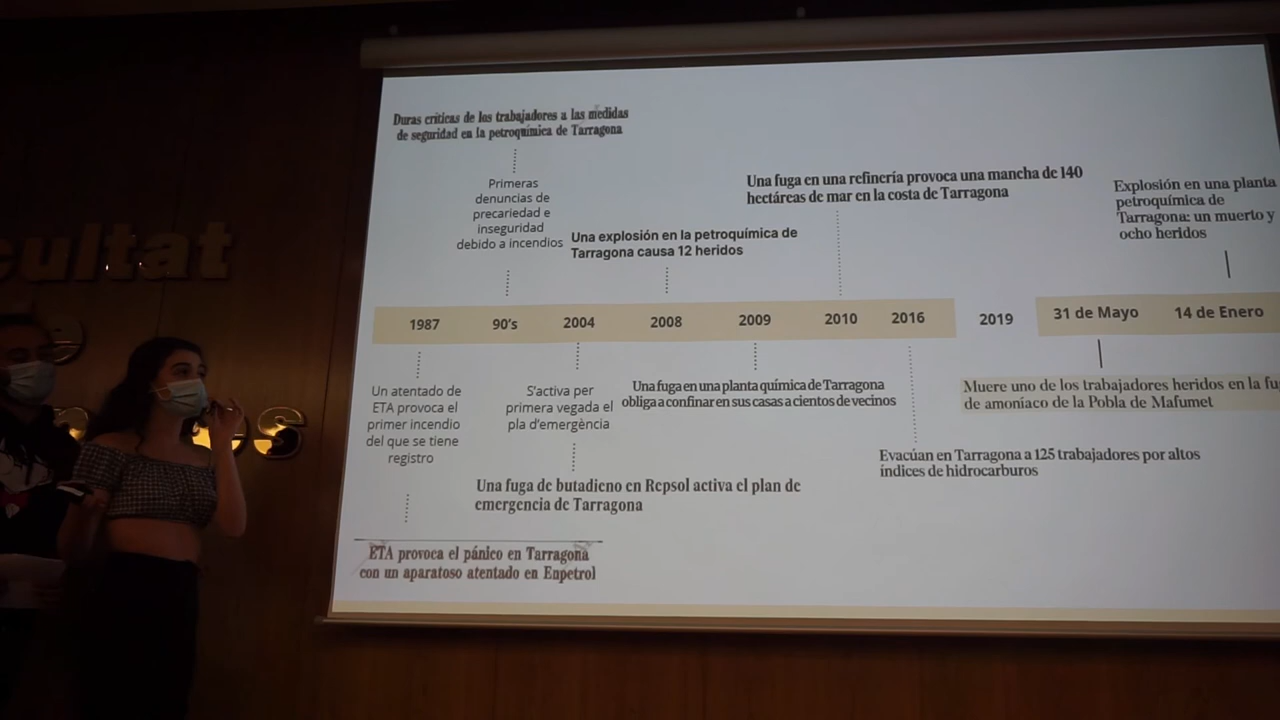 Duras críticas de los trabajadores a las medidas
de seguridad en la petroquímica de Tarragona
Primeras
denuncias de
precariedad e
inseguridad
debido a incendios
Una explosión en la petroquímica de
Tarragona causa 12 heridos
Una fuga en una refinería provoca una mancha de 140
hectáreas de mar en la costa de Tarragona
Explosión en una planta
petroquímica de
Tarragona: un muerto y
ocho heridos
cultat
e
1987 90's 2004 2008 2009 2010 2016 2019 31 de Mayo 14 de Enero
Un atentado de
ETA provoca el
primer incendio
del que se tiene
registro
S'activa per
primera vegada el
pla d'emergència
Una fuga en una planta química de Tarragona
obliga a confinar en sus casas a cientos de vecinos
Muere uno de los trabajadores heridos en la fu
de amoníaco de la Pobla de Mafumet
os
Evacúan en Tarragona a 125 trabajadores por altos
índices de hidrocarburos
Una fuga de butadieno en Repsol activa el plan de
emergencia de Tarragona
ETA provoca el pánico en Tarragona
con un aparatoso atentado en Enpetrol